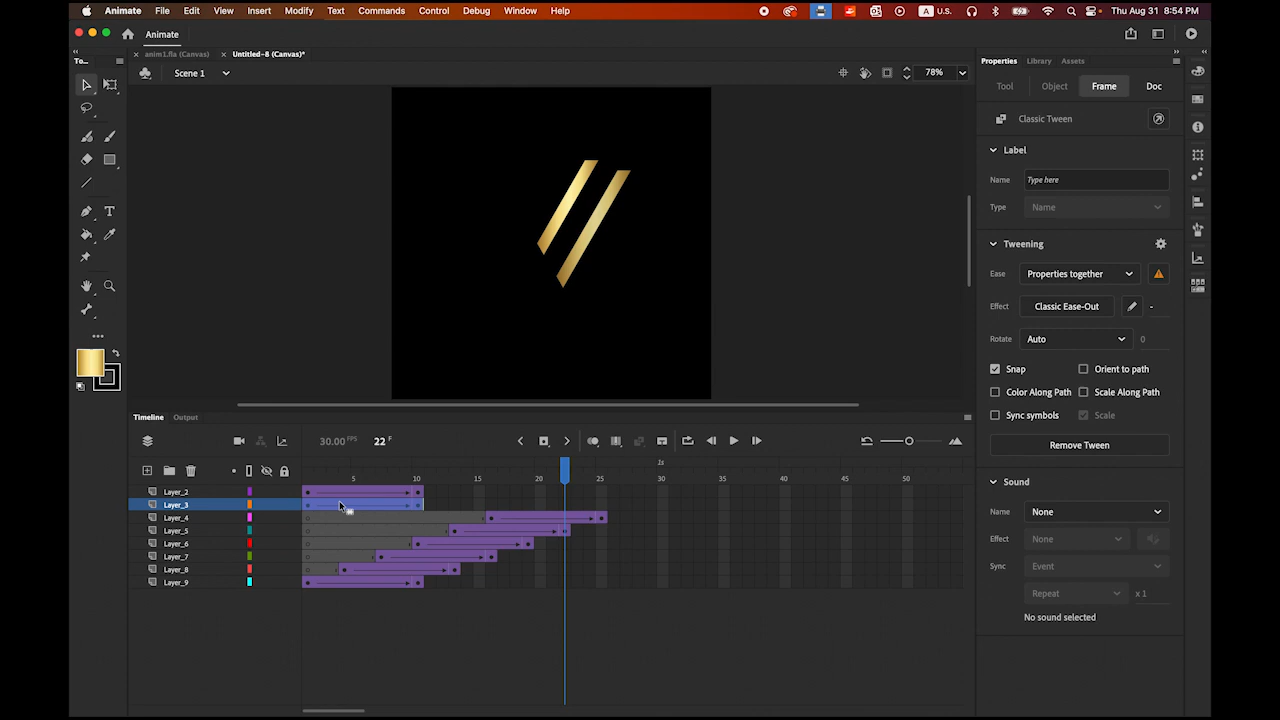 Animate File Edit View Insert Modify Text Commands Control Debug Window Help A U.S. Thu Aug 31 8:54 PM
Animate
anim1.fla (Canvas) Untitled-8 (Canvas)*
To...
Scene 1 78%
Properties Library Assets
Tool Object Frame Doc
Classic Tween
Label
Name Type here
Type Name
Tweening
Ease Properties together
Effect Classic Ease-Out -
Rotate Auto 0
Snap Orient to path
Color Along Path Scale Along Path
Sync symbols Scale
Remove Tween
Sound
Name None
Effect None
Sync Event
Repeat x 1
No sound selected
Timeline Output
30.00 FPS 22 F
1s
5 10 15 20 25 30 35 40 45 50
Layer_2
Layer_3
Layer_4
Layer_5
Layer_6
Layer_7
Layer_8
Layer_9